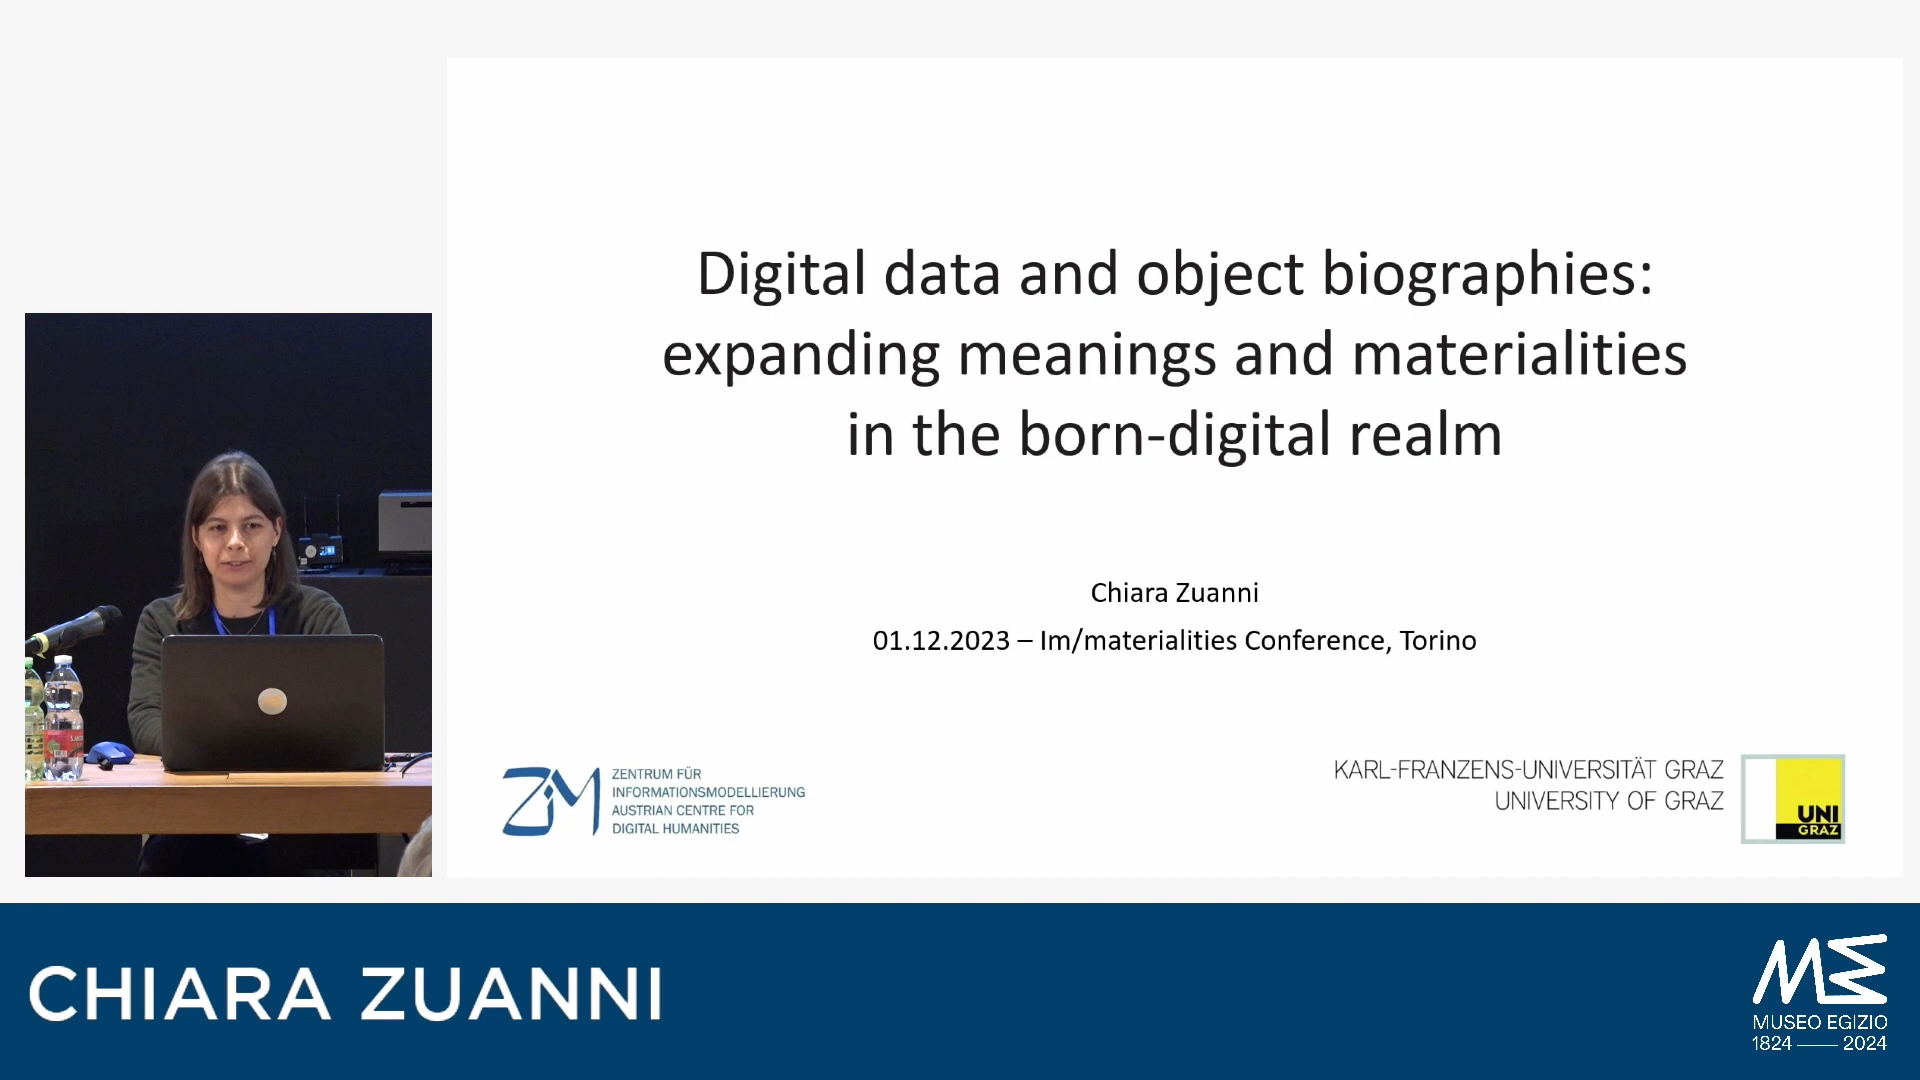 Digital data and object biographies:
expanding meanings and materialities
in the born-digital realm
Chiara Zuanni
01.12.2023 – Im/materialities Conference, Torino
ZIM
ZENTRUM FÜR
INFORMATIONSMODELLIERUNG
AUSTRIAN CENTRE FOR
DIGITAL HUMANITIES
KARL-FRANZENS-UNIVERSITÄT GRAZ
UNIVERSITY OF GRAZ
UNI
GRAZ
CHIARA ZUANNI
ME
MUSEO EGIZIO
1824 — 2024